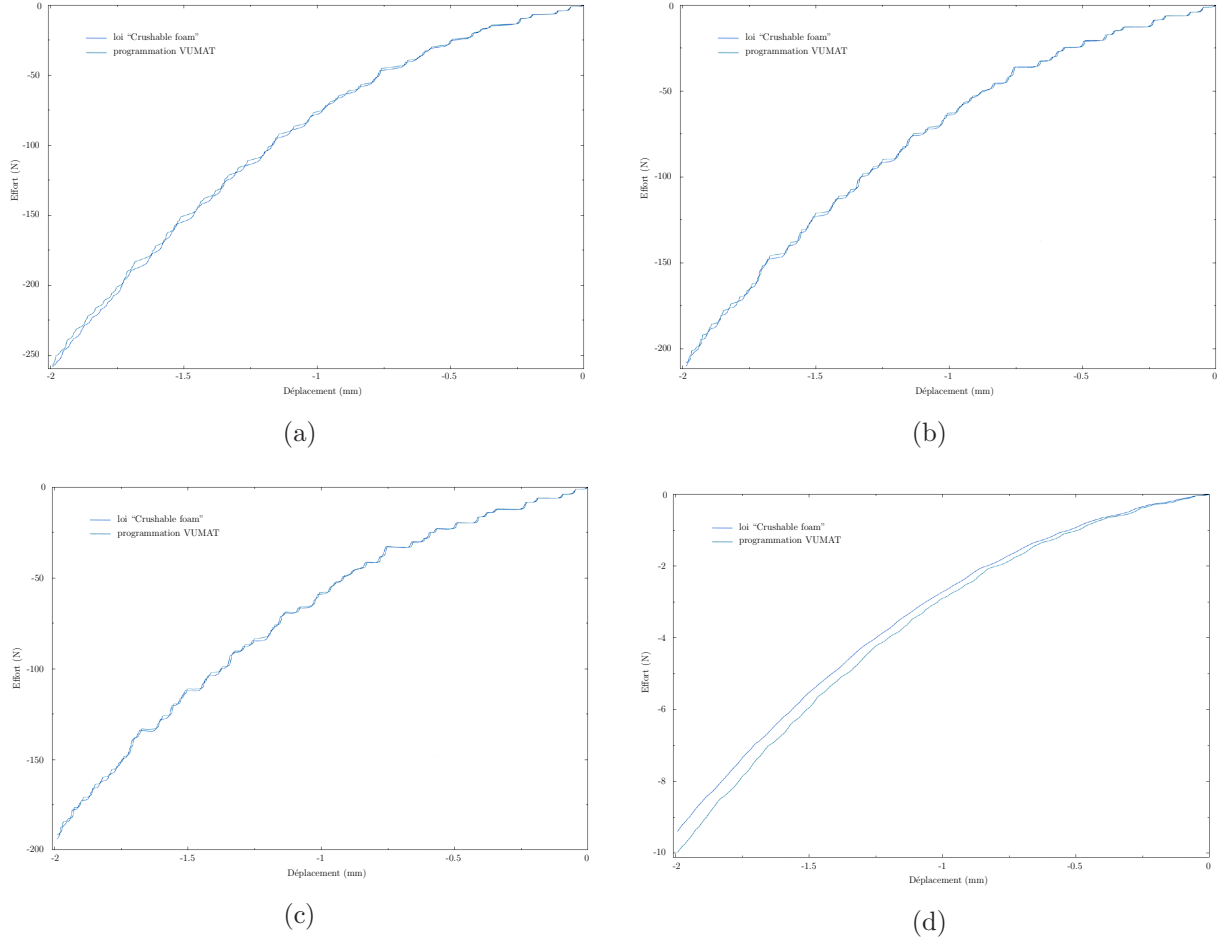 0
-50
-100
-150
-200
-250
Effort (N)
loi “Crushable foam”
programmation VUMAT
-2 -1.5 -1 -0.5 0
Déplacement (mm)
(a)
0
-50
-100
-150
-200
Effort (N)
loi “Crushable foam”
programmation VUMAT
-2 -1.5 -1 -0.5 0
Déplacement (mm)
(b)
0
-50
-100
-150
-200
Effort (N)
loi “Crushable foam”
programmation VUMAT
-2 -1.5 -1 -0.5 0
Déplacement (mm)
(c)
0
-2
-4
-6
-8
-10
Effort (N)
loi “Crushable foam”
programmation VUMAT
-2 -1.5 -1 -0.5 0
Déplacement (mm)
(d)